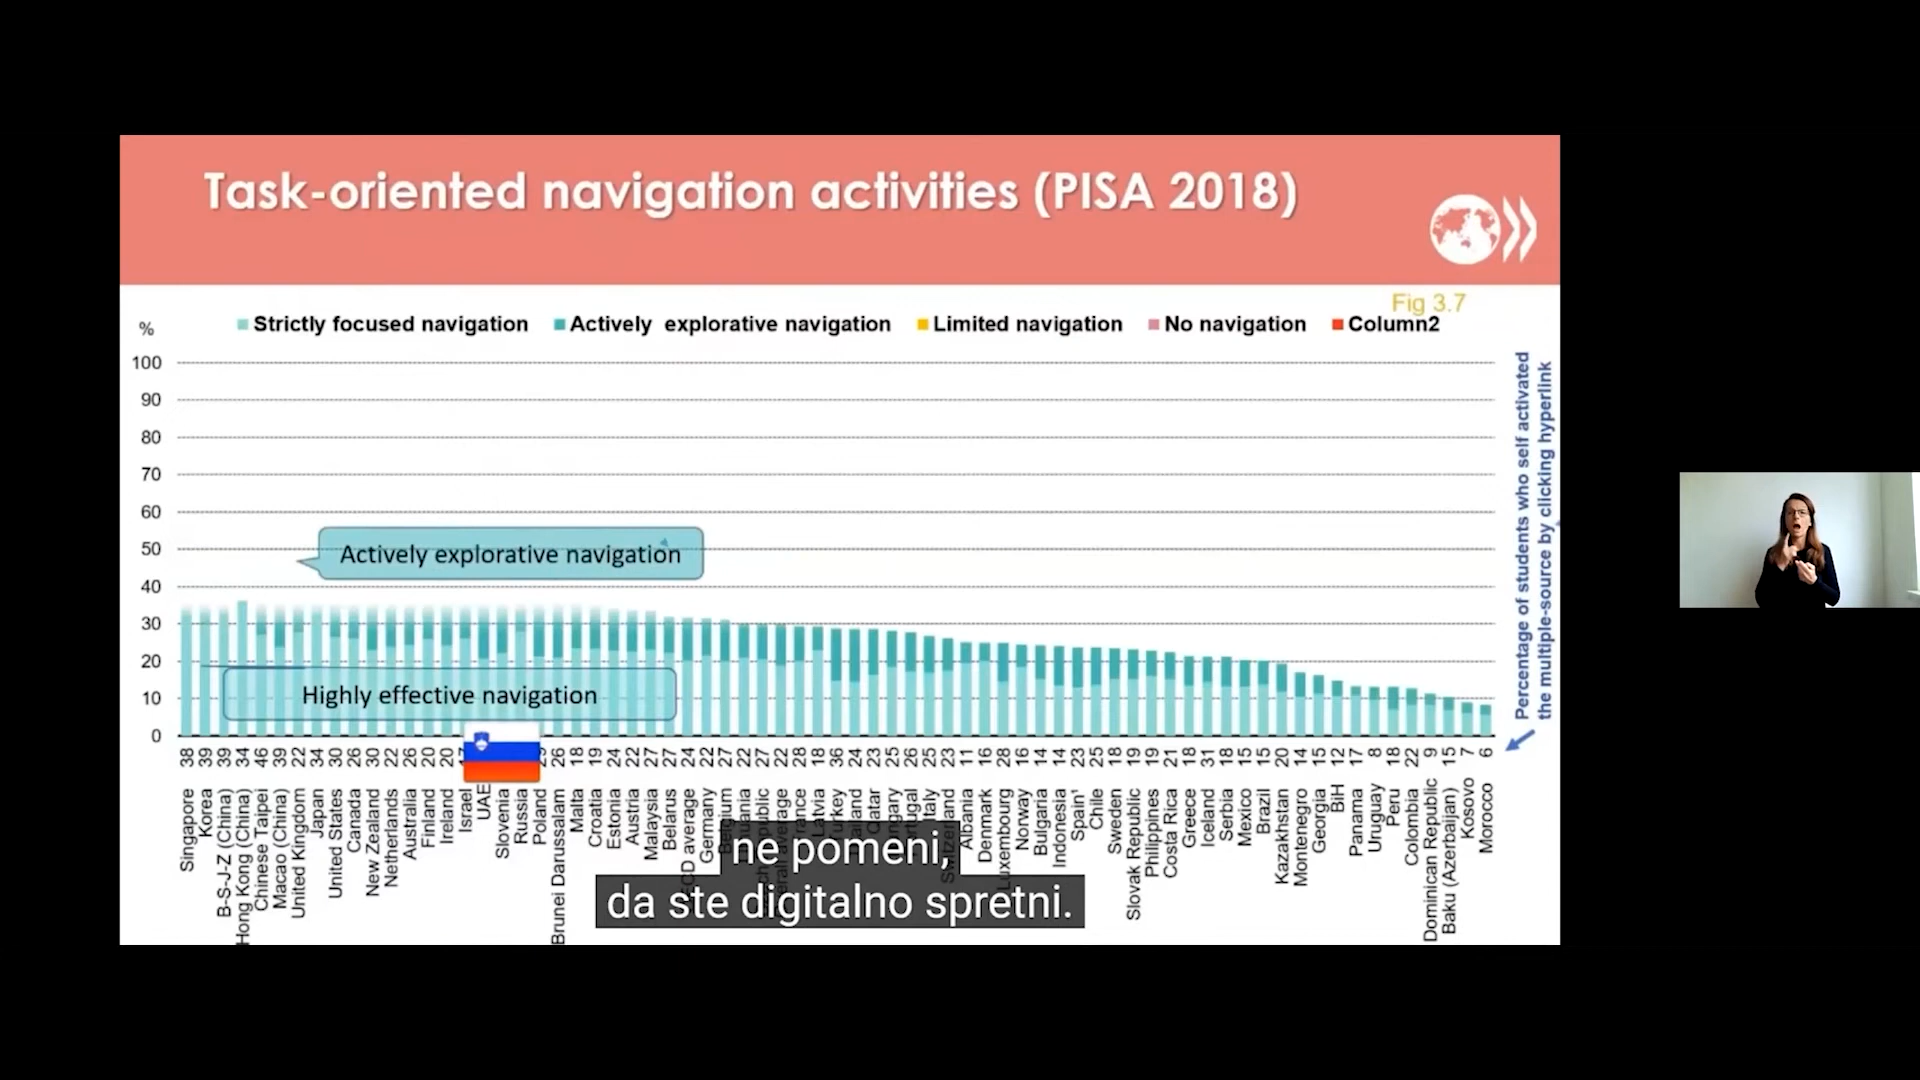 Task-oriented navigation activities (PISA 2018)
Fig 3.7
% Strictly focused navigation Actively explorative navigation Limited navigation No navigation Column2
100
90
80
70
60
50
40
30
20
10
0
Actively explorative navigation
Highly effective navigation
Percentage of students who self activated
the multiple-source by clicking hyperlink
38 39 39 34 46 39 22 34 30 26 30 22 26 20 20 26 18 19 24 22 27 27 24 22 27 22 27 22 28 18 36 24 23 25 26 25 23 11 16 28 16 14 14 23 25 18 19 19 21 18 31 18 15 15 20 14 15 12 17 8 18 22 9 15 7 6
Singapore
Korea
B-S-J-Z (China)
Hong Kong (China)
Chinese Taipei
Macao (China)
United Kingdom
Japan
United States
Canada
New Zealand
Netherlands
Australia
Finland
Ireland
Israel
UAE
Slovenia
Russia
Poland
Brunei Darussalam
Malta
Croatia
Estonia
Austria
Malaysia
Belarus
average
Germany
Latvia
Qatar
Italy
Albania
Denmark
Luxembourg
Norway
Bulgaria
Indonesia
Spain¹
Chile
Sweden
Slovak Republic
Philippines
Costa Rica
Greece
Iceland
Serbia
Mexico
Brazil
Kazakhstan
Montenegro
Georgia
BiH
Panama
Uruguay
Peru
Colombia
Dominican Republic
Baku (Azerbaijan)
Kosovo
Morocco
ne pomeni,
da ste digitalno spretni.